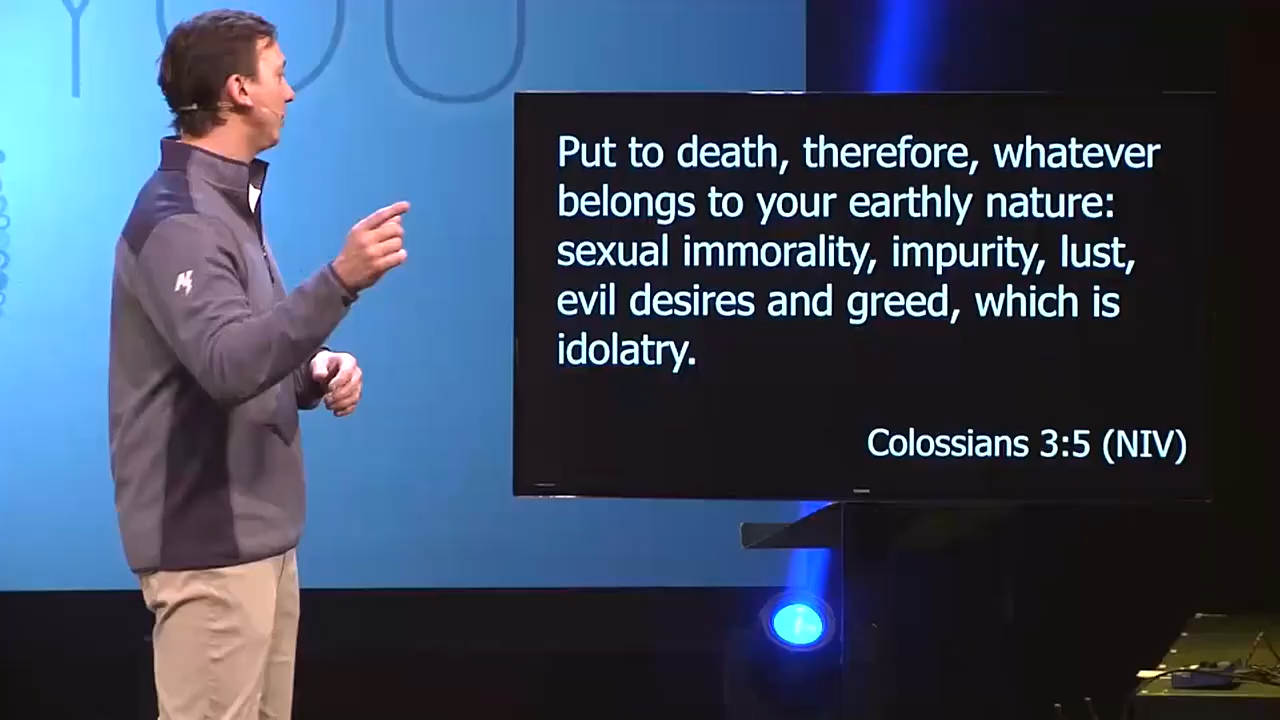 YOU
Put to death, therefore, whatever
belongs to your earthly nature:
sexual immorality, impurity, lust,
evil desires and greed, which is
idolatry.
Colossians 3:5 (NIV)
N